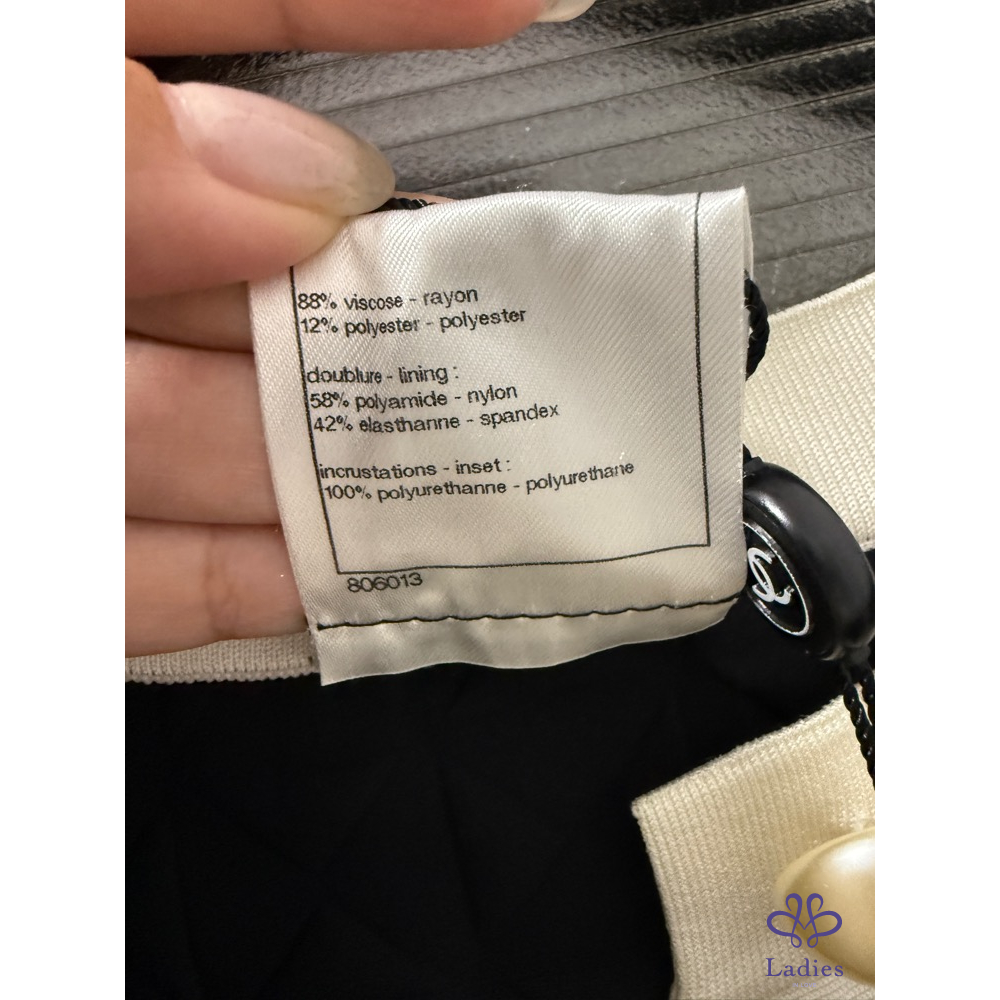 88% viscose - rayon
12% polyester - polyester
doublure - lining :
58% polyamide - nylon
42% elasthanne - spandex
incrustations - inset :
100% polyurethanne - polyurethane
806013
Ladies